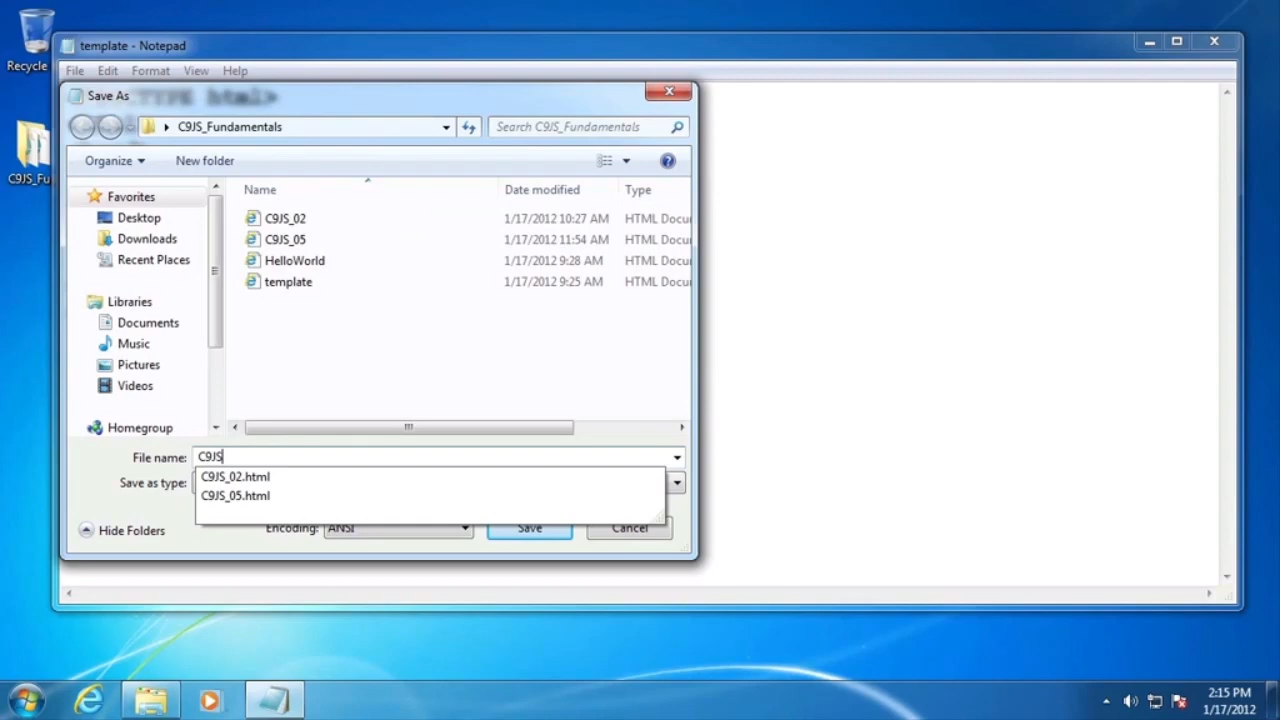 Recycle
C9JS_Fu
template - Notepad
File Edit Format View Help
Save As
TYPE html>
C9JS_Fundamentals
Search C9JS_Fundamentals
Organize
New folder
Name Date modified Type
Favorites
Desktop
Downloads
Recent Places
Libraries
Documents
Music
Pictures
Videos
Homegroup
C9JS_02 1/17/2012 10:27 AM HTML Docu
C9JS_05 1/17/2012 11:54 AM HTML Docu
HelloWorld 1/17/2012 9:28 AM HTML Docu
template 1/17/2012 9:25 AM HTML Docu
File name: C9JS
C9JS_02.html
C9JS_05.html
Save as type:
Hide Folders
Encoding: ANSI
Save
Cancel
2:15 PM
1/17/2012